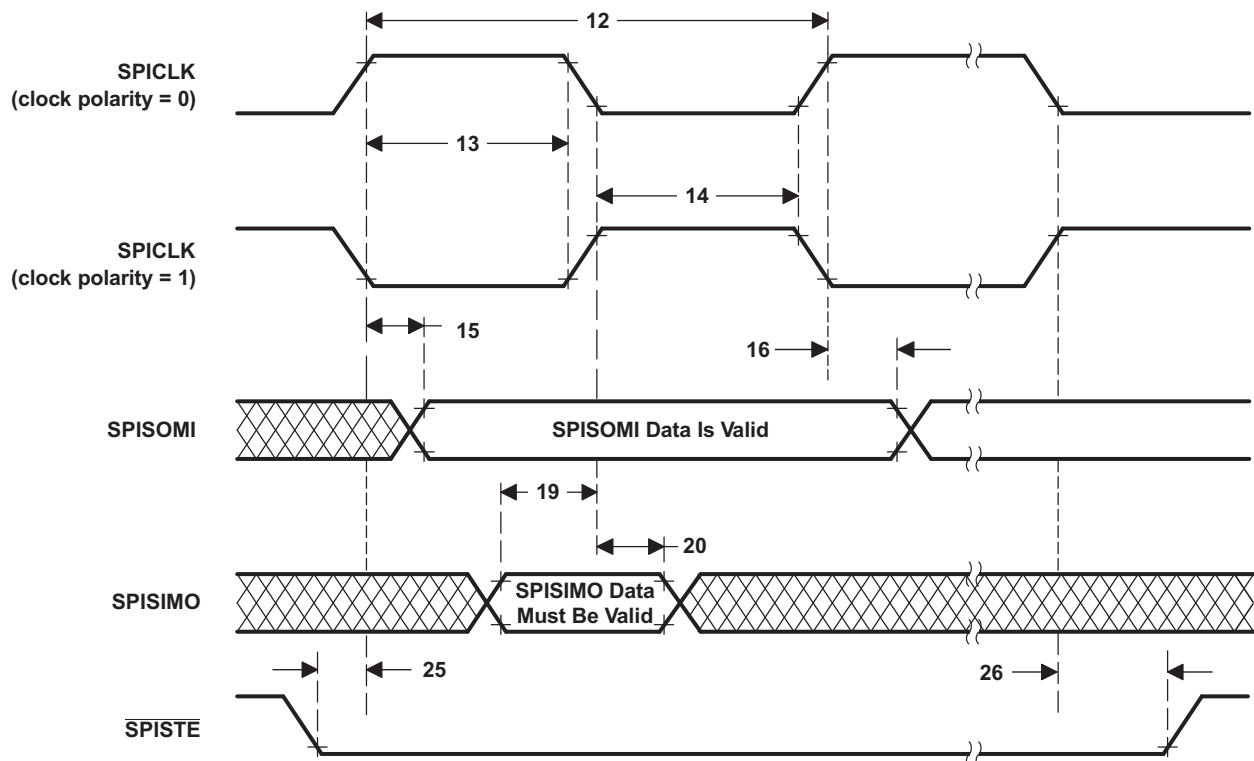 12
SPICLK
(clock polarity = 0)
13
14
SPICLK
(clock polarity = 1)
15
16
SPISOMI
SPISOMI Data Is Valid
19
20
SPISIMO
SPISIMO Data
Must Be Valid
25
26
SPISTE